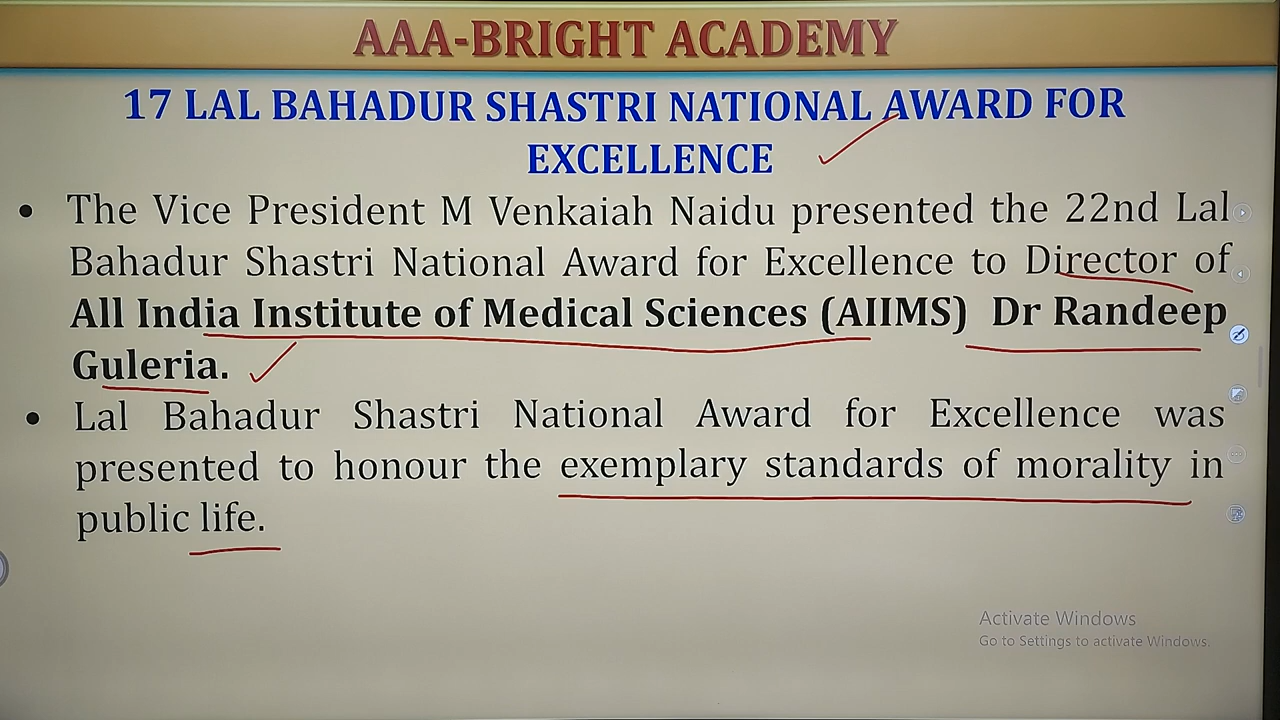 AAA-BRIGHT ACADEMY
17 LAL BAHADUR SHASTRI NATIONAL AWARD FOR
EXCELLENCE
• The Vice President M Venkaiah Naidu presented the 22nd Lal
Bahadur Shastri National Award for Excellence to Director of
All India Institute of Medical Sciences (AIIMS) Dr Randeep
Guleria.
• Lal Bahadur Shastri National Award for Excellence was
presented to honour the exemplary standards of morality in
public life.
Activate Windows
Go to Settings to activate Windows.